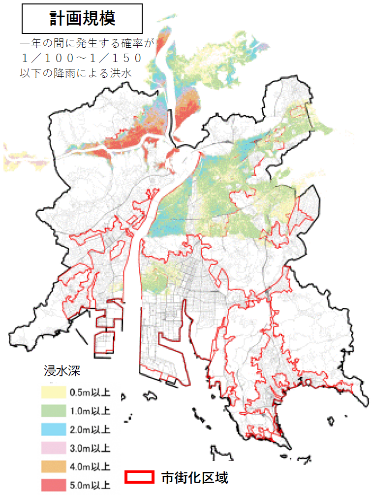 計画規模
一年の間に発生する確率が
１／１００～１／１５０
以下の降雨による洪水
浸水深
0.5m以上
1.0m以上
2.0m以上
3.0m以上
4.0m以上
5.0m以上
市街化区域